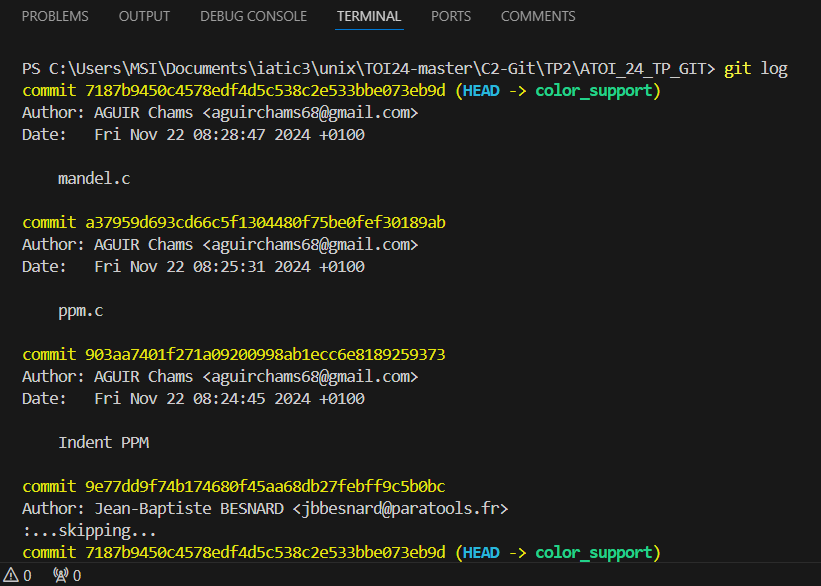 PROBLEMS OUTPUT DEBUG CONSOLE TERMINAL PORTS COMMENTS
PS C:\Users\MSI\Documents\iatic3\unix\TOI24-master\C2-Git\TP2\ATOI_24_TP_GIT> git log
commit 7187b9450c4578edf4d5c538c2e533bbe073eb9d (HEAD -> color_support)
Author: AGUIR Chams <aguirchams68@gmail.com>
Date:   Fri Nov 22 08:28:47 2024 +0100
mandel.c
commit a37959d693cd66c5f1304480f75be0fef30189ab
Author: AGUIR Chams <aguirchams68@gmail.com>
Date:   Fri Nov 22 08:25:31 2024 +0100
ppm.c
commit 903aa7401f271a09200998ab1ecc6e8189259373
Author: AGUIR Chams <aguirchams68@gmail.com>
Date:   Fri Nov 22 08:24:45 2024 +0100
Indent PPM
commit 9e77dd9f74b174680f45aa68db27febff9c5b0bc
Author: Jean-Baptiste BESNARD <jbbesnard@paratools.fr>
:...skipping...
commit 7187b9450c4578edf4d5c538c2e533bbe073eb9d (HEAD -> color_support)
0 0